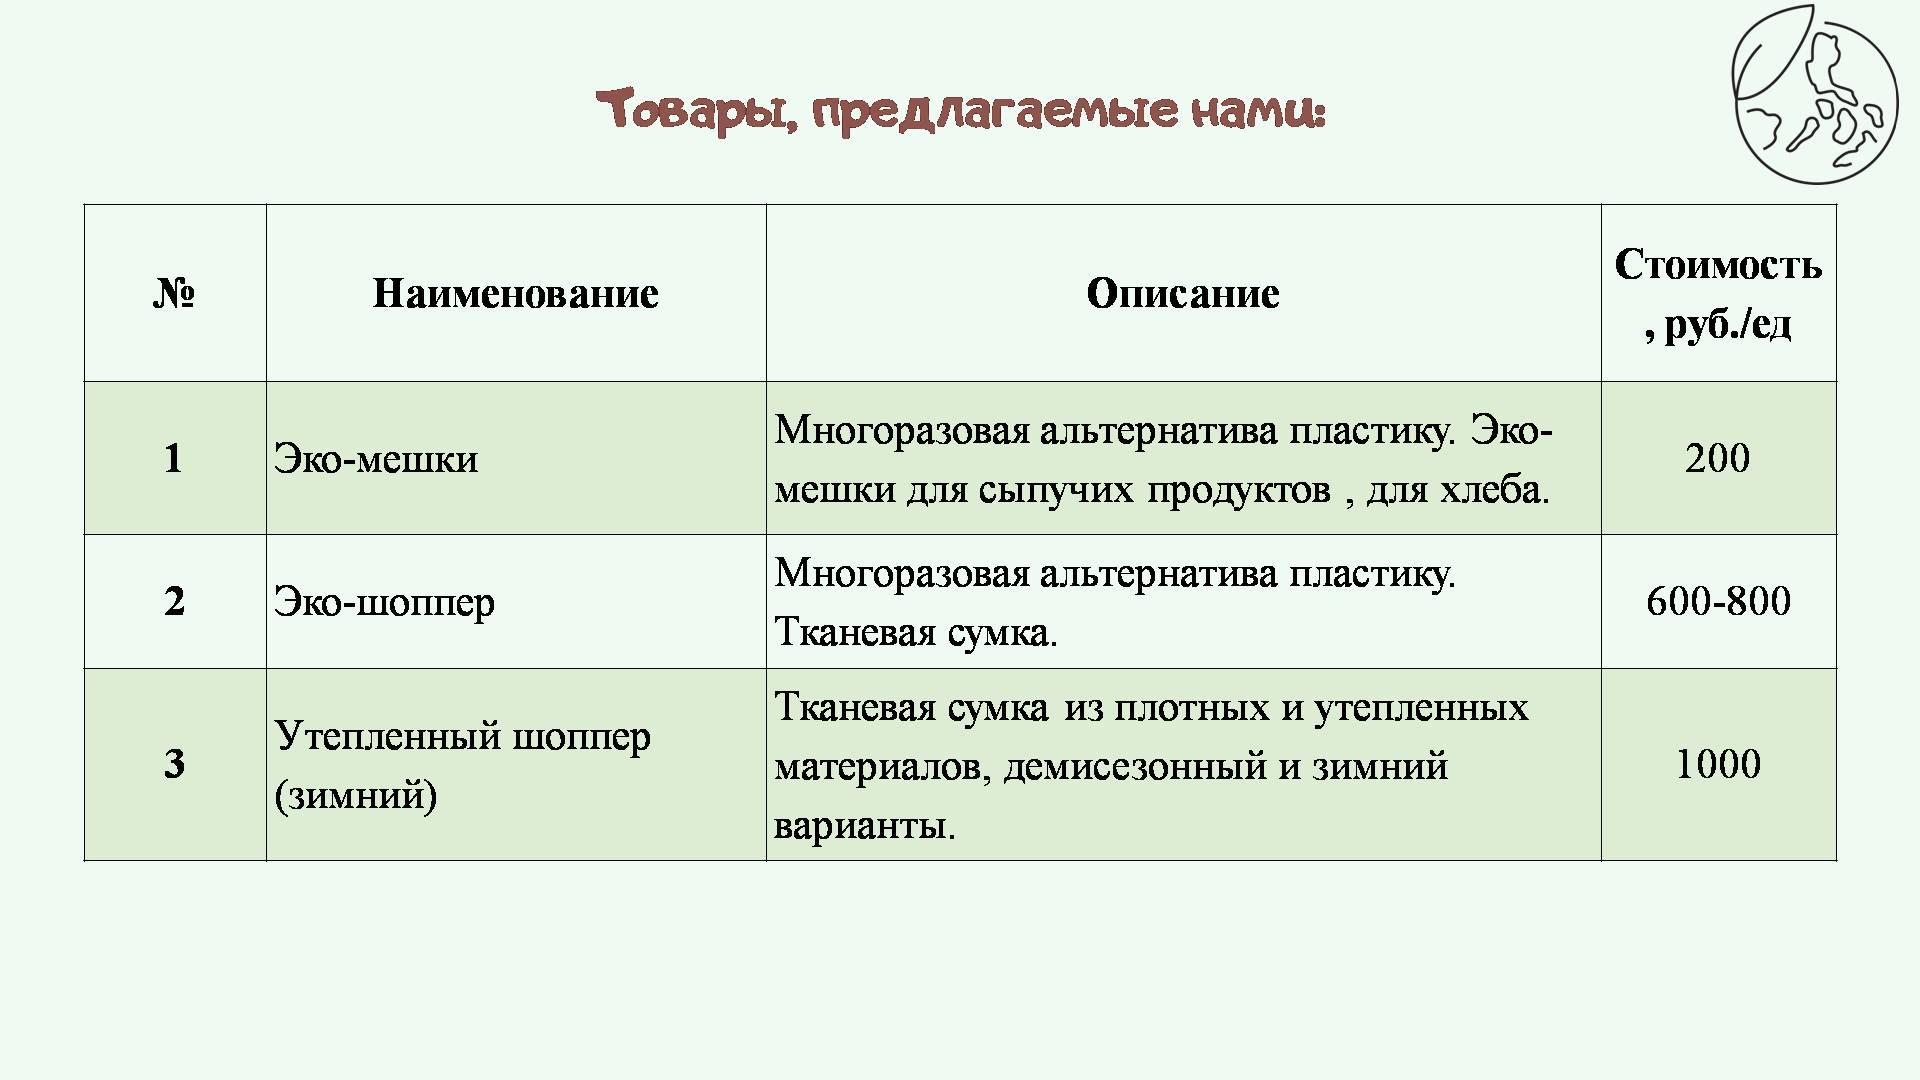 Товары, предлагаемые нами:
№
Наименование
Описание
Стоимость
, руб./ед
1
Эко-мешки
Многоразовая альтернатива пластику. Эко-
мешки для сыпучих продуктов , для хлеба.
200
2
Эко-шоппер
Многоразовая альтернатива пластику.
Тканевая сумка.
600-800
3
Утепленный шоппер
(зимний)
Тканевая сумка из плотных и утепленных
материалов, демисезонный и зимний
варианты.
1000